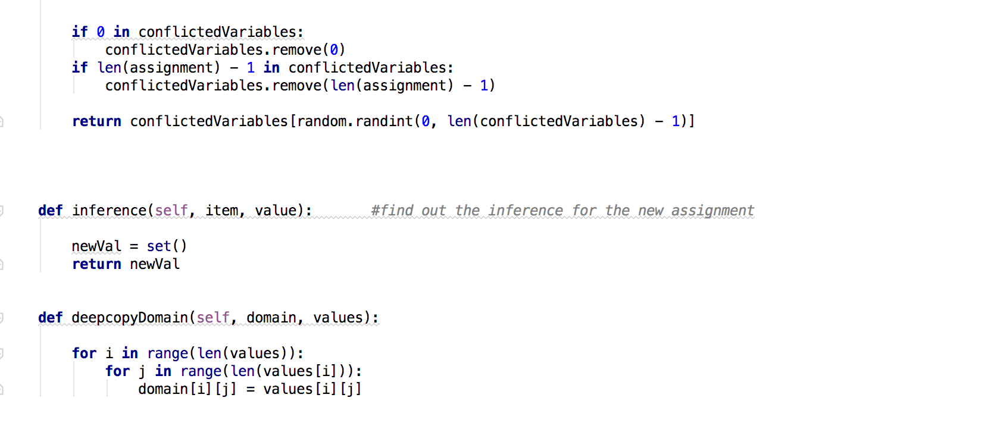 if 0 in conflictedVariables:
conflictedVariables.remove(0)
if len(assignment) - 1 in conflictedVariables:
conflictedVariables.remove(len(assignment) - 1)
return conflictedVariables[random.randint(0, len(conflictedVariables) - 1)]
def inference(self, item, value): #find out the inference for the new assignment
newVal = set()
return newVal
def deepcopyDomain(self, domain, values):
for i in range(len(values)):
for j in range(len(values[i])):
domain[i][j] = values[i][j]